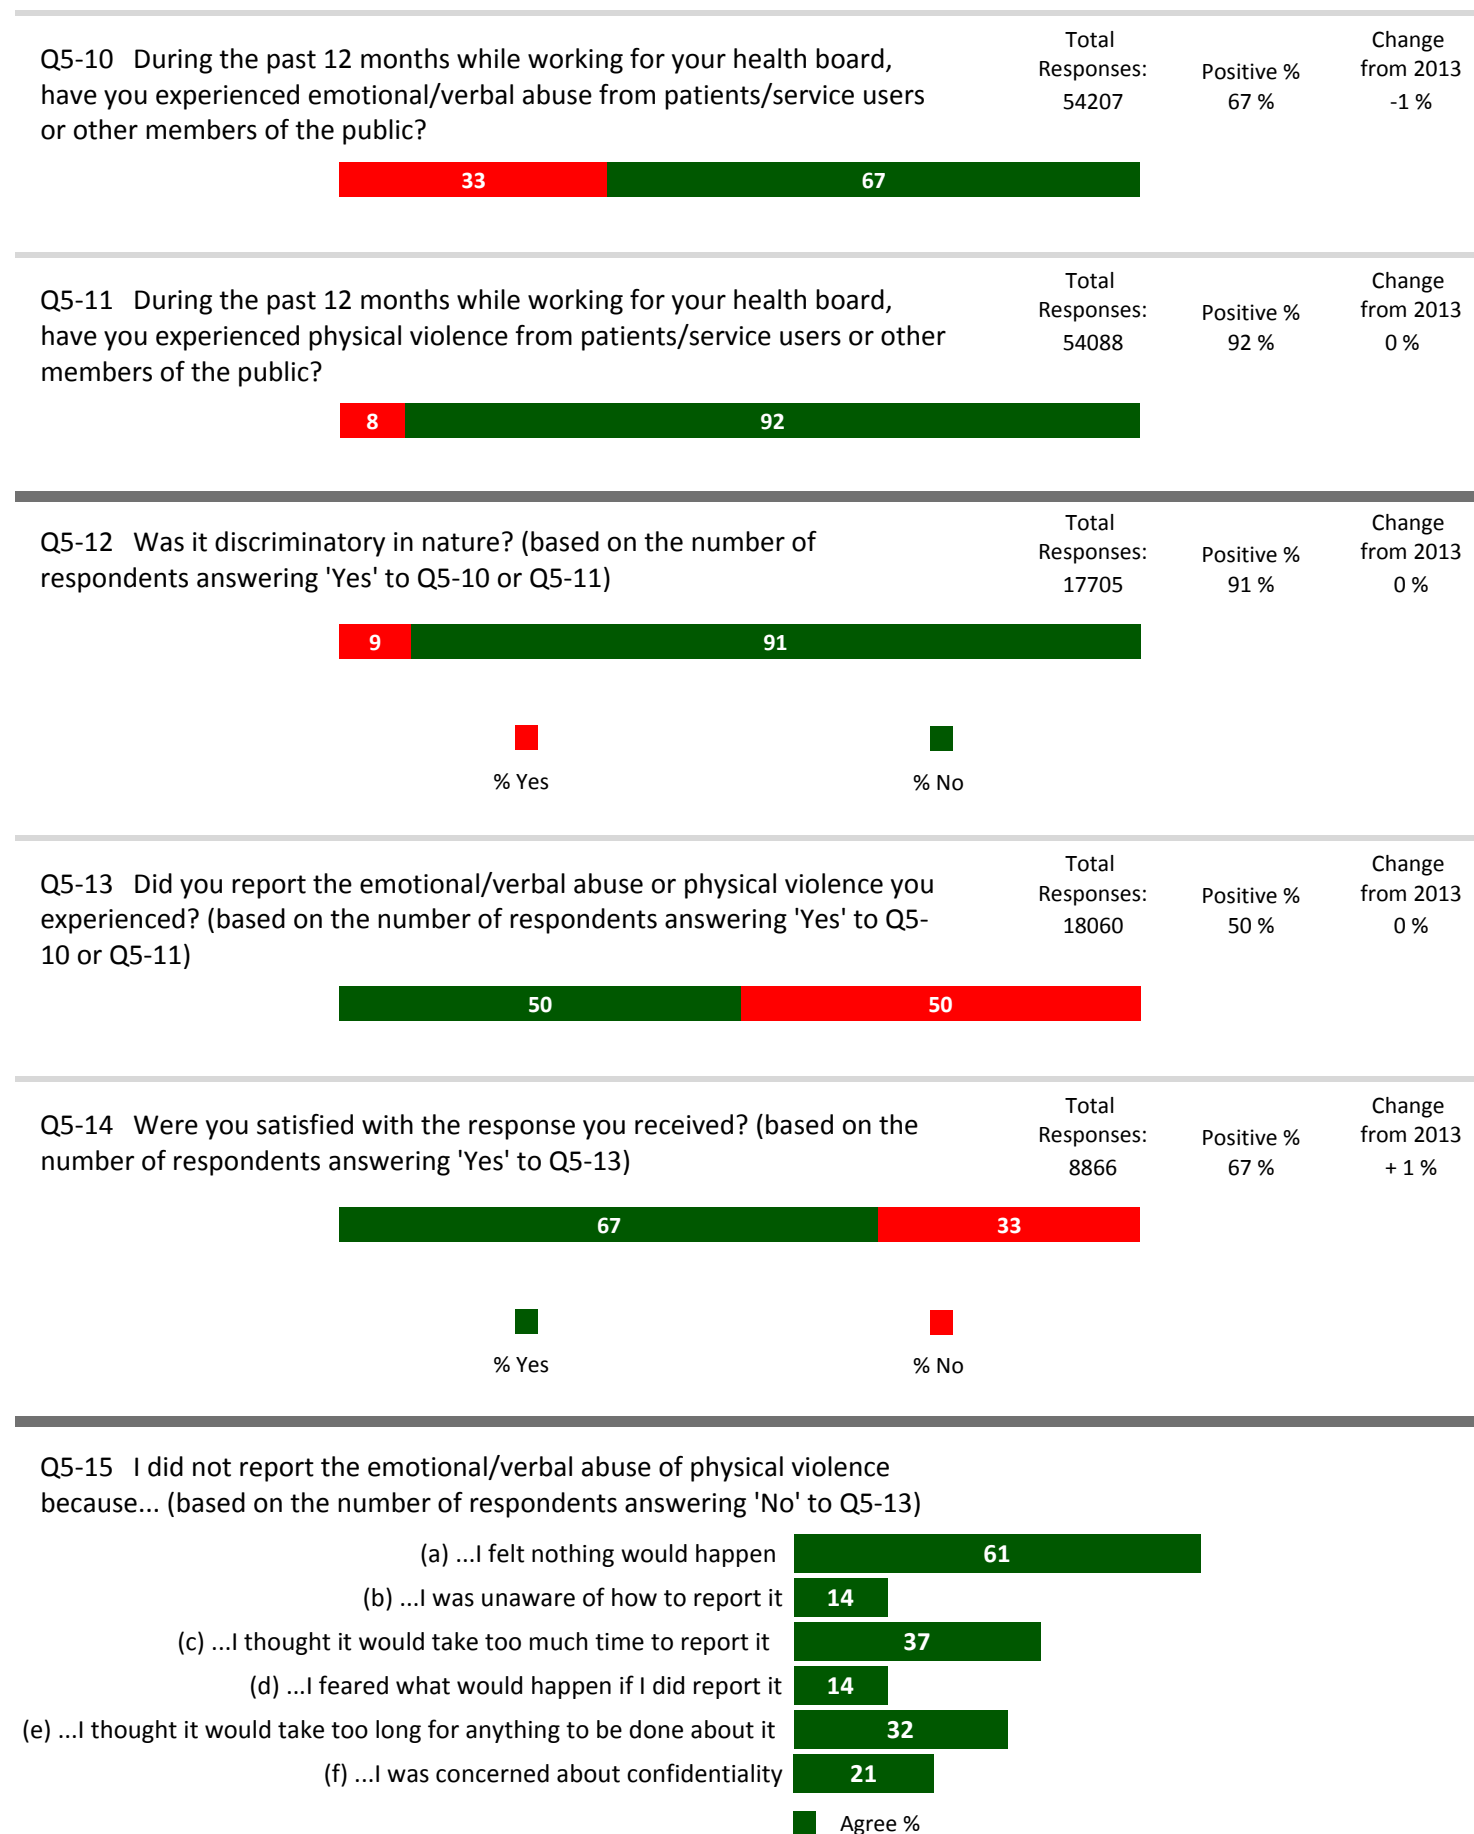 Q5-10 During the past 12 months while working for your health board,
have you experienced emotional/verbal abuse from patients/service users
or other members of the public?
Total
Responses:
54207
Positive %
67 %
Change
from 2013
-1 %
33 67
Q5-11 During the past 12 months while working for your health board,
have you experienced physical violence from patients/service users or other
members of the public?
Total
Responses:
54088
Positive %
92 %
Change
from 2013
0 %
8 92
Q5-12 Was it discriminatory in nature? (based on the number of
respondents answering 'Yes' to Q5-10 or Q5-11)
Total
Responses:
17705
Positive %
91 %
Change
from 2013
0 %
9 91
% Yes % No
Q5-13 Did you report the emotional/verbal abuse or physical violence you
experienced? (based on the number of respondents answering 'Yes' to Q5-
10 or Q5-11)
Total
Responses:
18060
Positive %
50 %
Change
from 2013
0 %
50 50
Q5-14 Were you satisfied with the response you received? (based on the
number of respondents answering 'Yes' to Q5-13)
Total
Responses:
8866
Positive %
67 %
Change
from 2013
+ 1 %
67 33
% Yes % No
Q5-15 I did not report the emotional/verbal abuse of physical violence
because... (based on the number of respondents answering 'No' to Q5-13)
(a) ...I felt nothing would happen 61
(b) ...I was unaware of how to report it 14
(c) ...I thought it would take too much time to report it 37
(d) ...I feared what would happen if I did report it 14
(e) ...I thought it would take too long for anything to be done about it 32
(f) ...I was concerned about confidentiality 21
Agree %